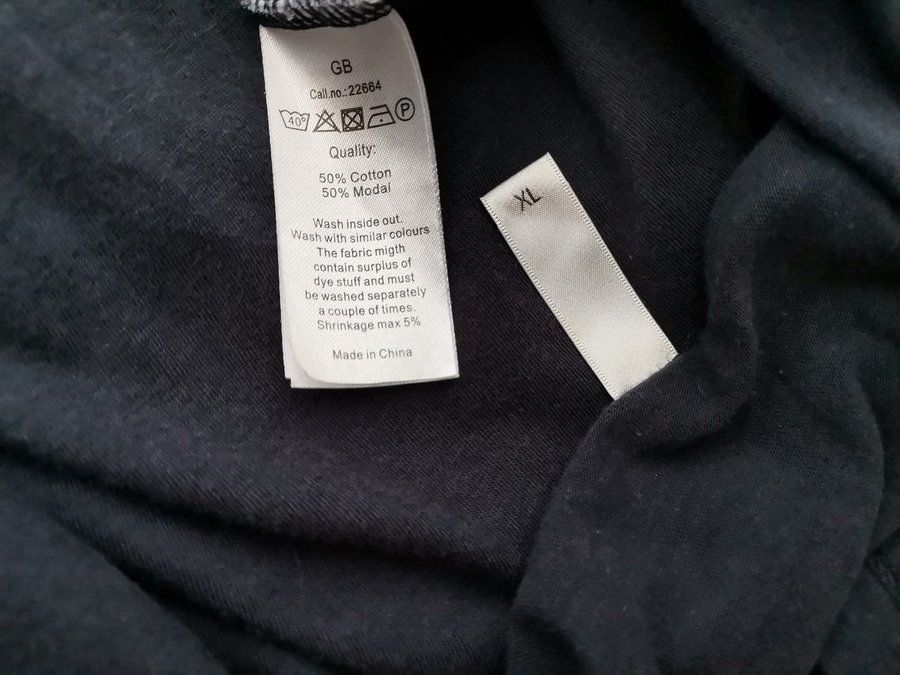 GB
Call.no.:22664
40° P
Quality:
50% Cotton
50% Modal
Wash inside out.
Wash with similar colours
The fabric migth
contain surplus of
dye stuff and must
be washed separately
a couple of times.
Shrinkage max 5%
Made in China
XL